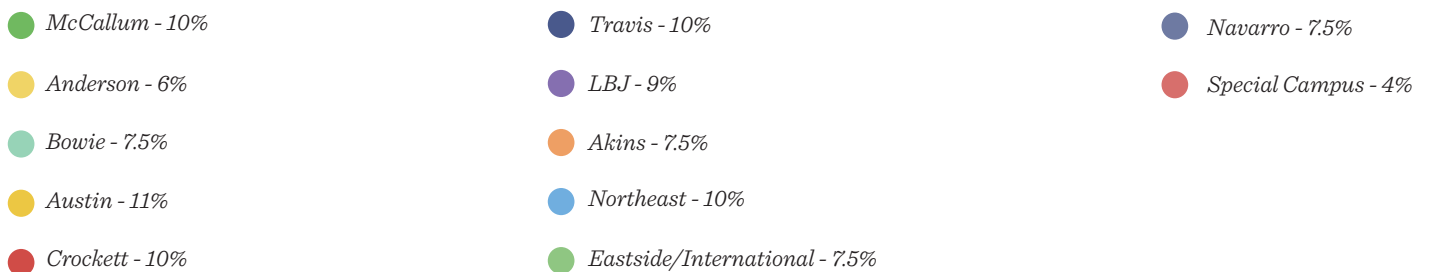 McCallum - 10%
Anderson - 6%
Bowie - 7.5%
Austin - 11%
Crockett - 10%
Travis - 10%
LBJ - 9%
Akins - 7.5%
Northeast - 10%
Eastside/International - 7.5%
Navarro - 7.5%
Special Campus - 4%